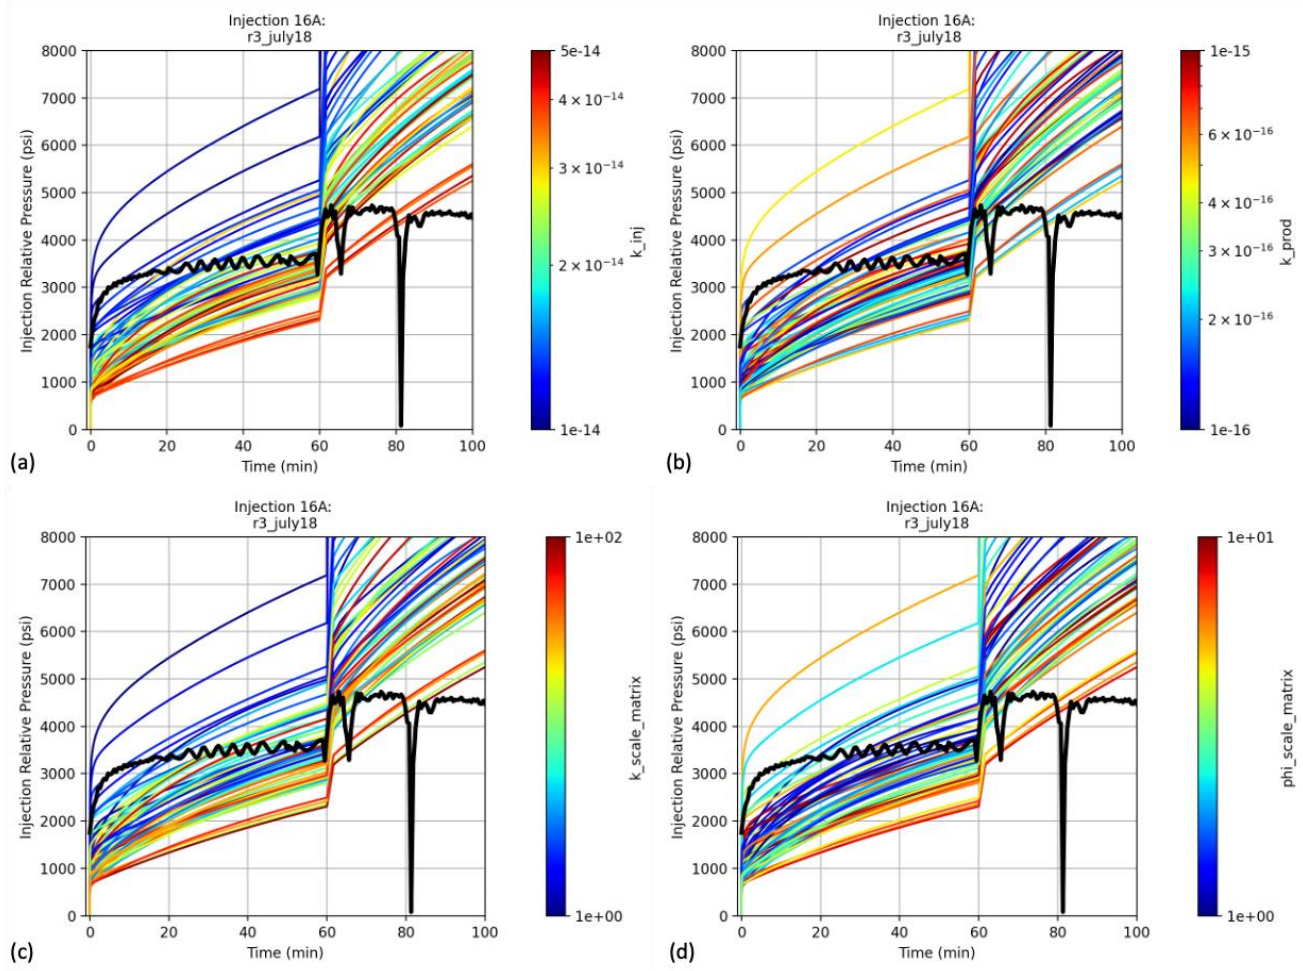 Injection 16A:
r3_july18
8000
7000
6000
5000
4000
3000
2000
1000
0
Injection Relative Pressure (psi)
0 20 40 60 80 100
Time (min)
5e-14
4 × 10⁻¹⁴
3 × 10⁻¹⁴
2 × 10⁻¹⁴
1e-14
k_inj
(a)
Injection 16A:
r3_july18
8000
7000
6000
5000
4000
3000
2000
1000
0
Injection Relative Pressure (psi)
0 20 40 60 80 100
Time (min)
1e-15
6 × 10⁻¹⁶
4 × 10⁻¹⁶
3 × 10⁻¹⁶
2 × 10⁻¹⁶
1e-16
k_prod
(b)
Injection 16A:
r3_july18
8000
7000
6000
5000
4000
3000
2000
1000
0
Injection Relative Pressure (psi)
0 20 40 60 80 100
Time (min)
1e+02
1e+00
k_scale_matrix
(c)
Injection 16A:
r3_july18
8000
7000
6000
5000
4000
3000
2000
1000
0
Injection Relative Pressure (psi)
0 20 40 60 80 100
Time (min)
1e+01
1e+00
phi_scale_matrix
(d)